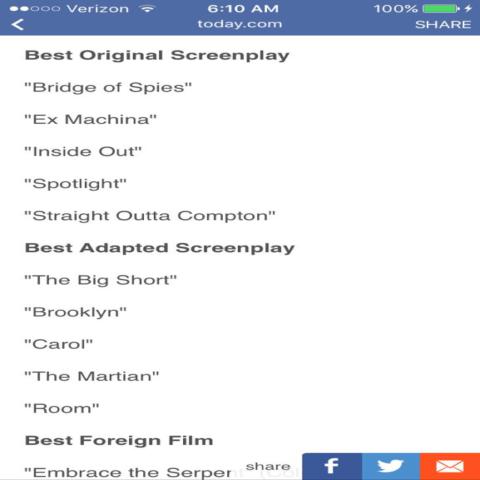 Verizon 6:10 AM 100%
today.com SHARE
Best Original Screenplay
"Bridge of Spies"
"Ex Machina"
"Inside Out"
"Spotlight"
"Straight Outta Compton"
Best Adapted Screenplay
"The Big Short"
"Brooklyn"
"Carol"
"The Martian"
"Room"
Best Foreign Film
"Embrace the Serper share f